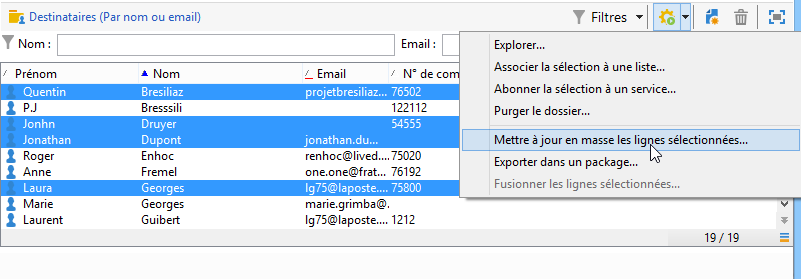 Destinataires (Par nom ou email) Filtres
Nom : Email :
Explorer...
Associer la sélection à une liste...
Abonner la sélection à un service...
Purger le dossier...
Mettre à jour en masse les lignes sélectionnées...
Exporter dans un package...
Fusionner les lignes sélectionnées...
Prénom Nom Email N° de com
Quentin Bresiliaz projetbresiliaz... 76502
P.J Bresssili 122112
Jonhn Druyer 54555
Jonathan Dupont jonathan.du...
Roger Enhoc renhoc@lived... 75020
Anne Fremel one.one@frat... 76192
Laura Georges lg75@laposte.... 75800
Marie Georges marie.grimba@.
Laurent Guibert lg75@laposte.... 1212
19 / 19